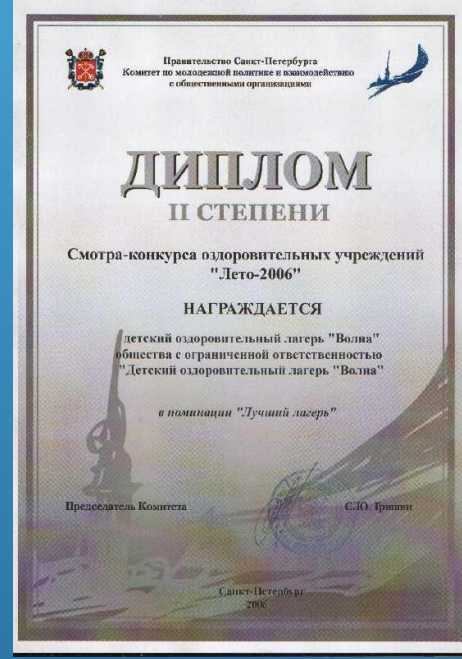 Правительство Санкт-Петербурга
Комитет по молодежной политике и взаимодействию
с общественными организациями
ДИПЛОМ
II СТЕПЕНИ
Смотра-конкурса оздоровительных учреждений
"Лето-2006"
НАГРАЖДАЕТСЯ
детский оздоровительный лагерь "Волна"
общества с ограниченной ответственностью
"Детский оздоровительный лагерь "Волна"
в номинации "Лучший лагерь"
Председатель Комитета
С.Ю. Гришин
Санкт-Петербург
2006